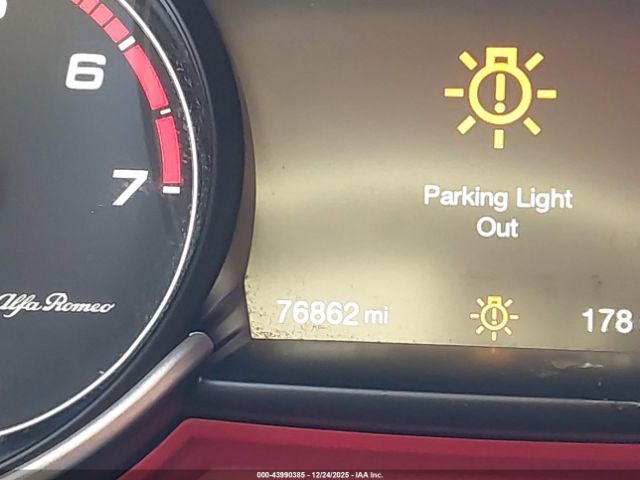 6
7
Alfa Romeo
Parking Light
Out
76862 mi
178
000-43990385 - 12/24/2025 - IAA Inc.